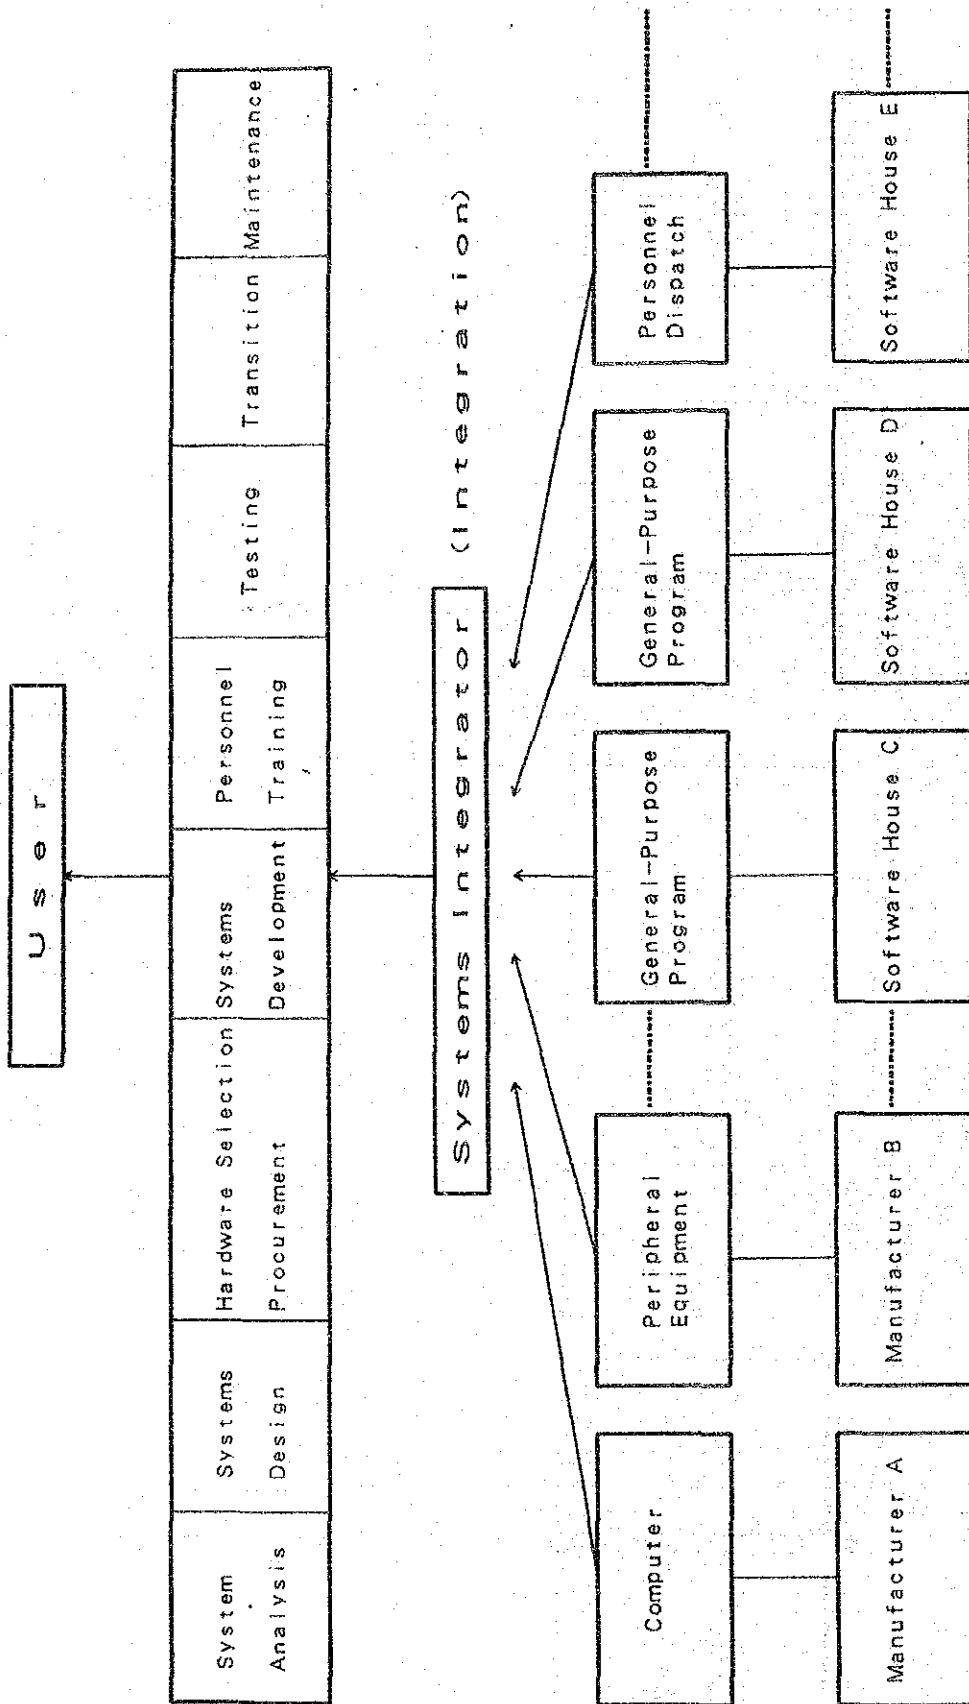 User
System
Analysis
Systems
Design
Hardware Selection
Procurement
Systems
Development
Personnel
Training
Testing
Transition
Maintenance
Systems Integrator (Integration)
Computer
Peripheral
Equipment
General-Purpose
Program
General-Purpose
Program
Personnel
Dispatch
Manufacturer A
Manufacturer B
Software House C
Software House D
Software House E